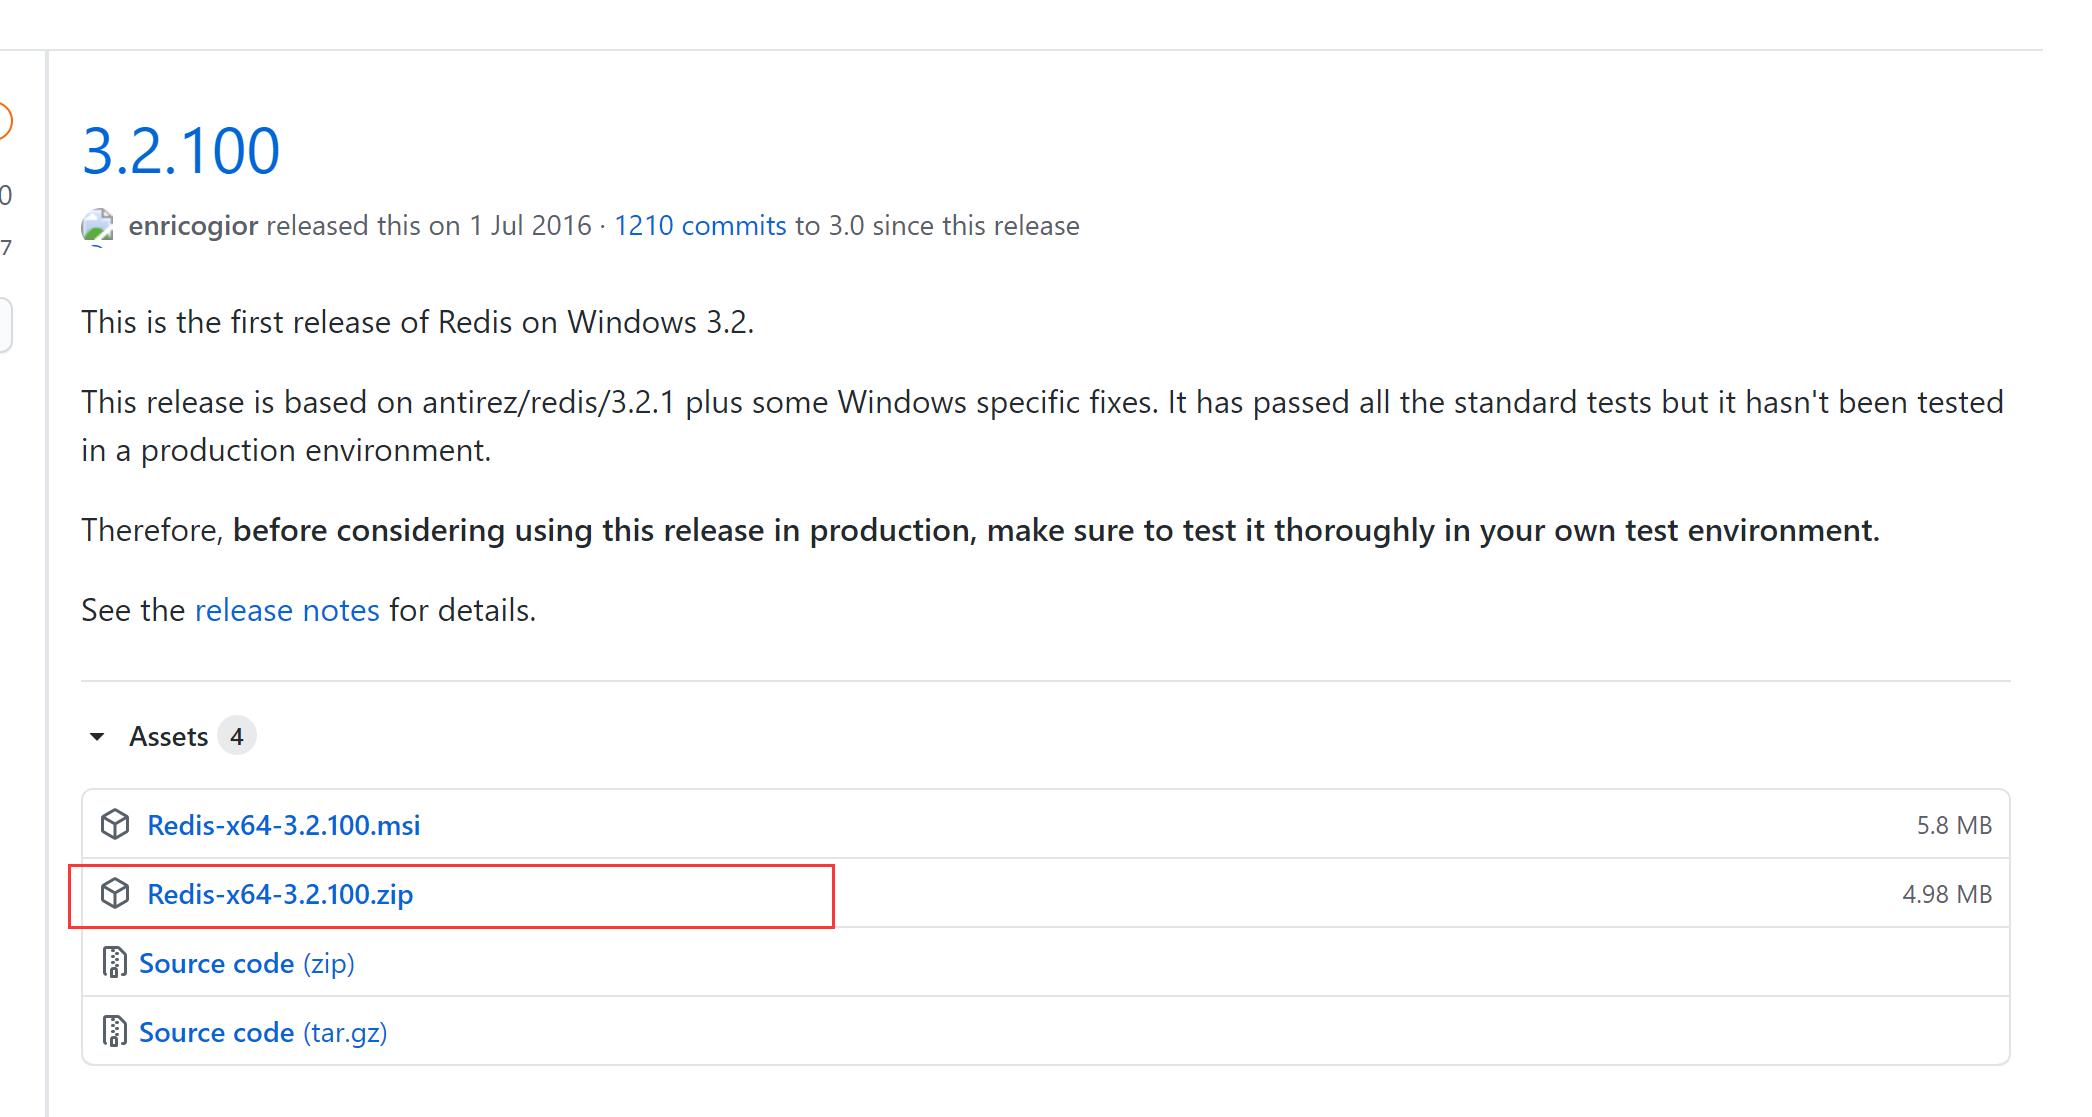 3.2.100
0
enricogior released this on 1 Jul 2016 · 1210 commits to 3.0 since this release
7
This is the first release of Redis on Windows 3.2.
This release is based on antirez/redis/3.2.1 plus some Windows specific fixes. It has passed all the standard tests but it hasn't been tested
in a production environment.
Therefore, before considering using this release in production, make sure to test it thoroughly in your own test environment.
See the release notes for details.
Assets 4
Redis-x64-3.2.100.msi 5.8 MB
Redis-x64-3.2.100.zip 4.98 MB
Source code (zip)
Source code (tar.gz)